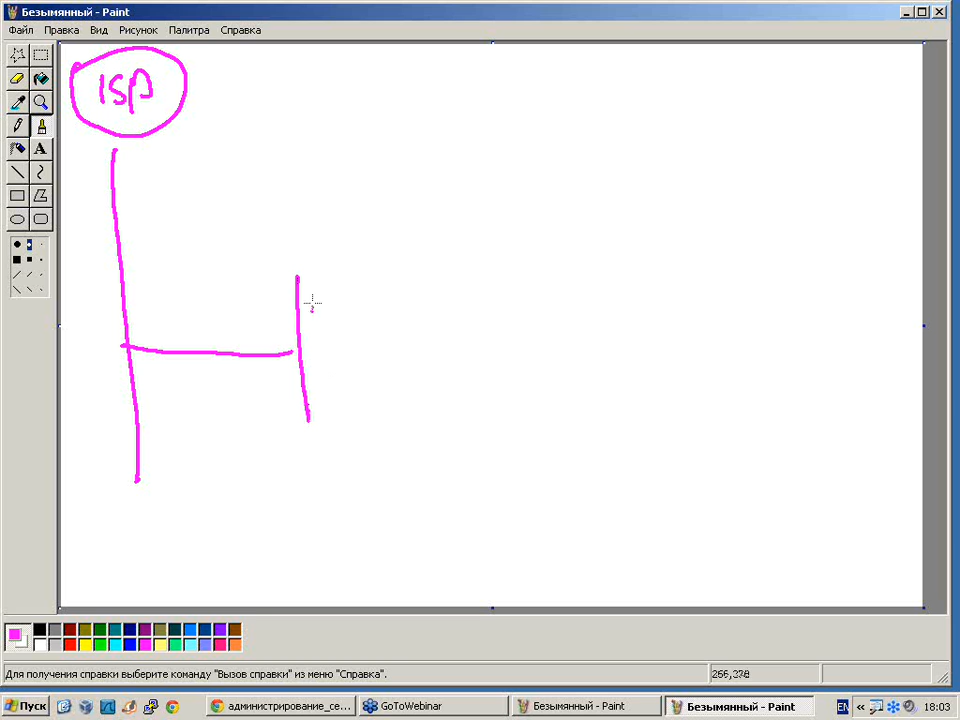 Безымянный - Paint
Файл Правка Вид Рисунок Палитра Справка
ISP
A
Для получения справки выберите команду "Вызов справки" из меню "Справка".
266,278
Пуск
администрирование_се...
GoToWebinar
Безымянный - Paint
Безымянный - Paint
EN
18:03